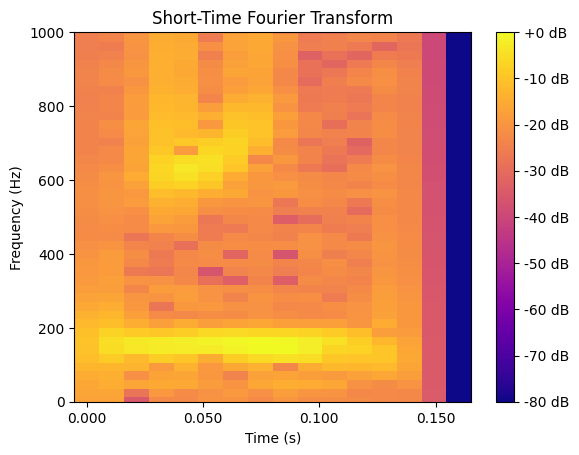 Short-Time Fourier Transform
1000
800
600
400
200
0
Frequency (Hz)
0.000
0.050
0.100
0.150
Time (s)
+0 dB
-10 dB
-20 dB
-30 dB
-40 dB
-50 dB
-60 dB
-70 dB
-80 dB